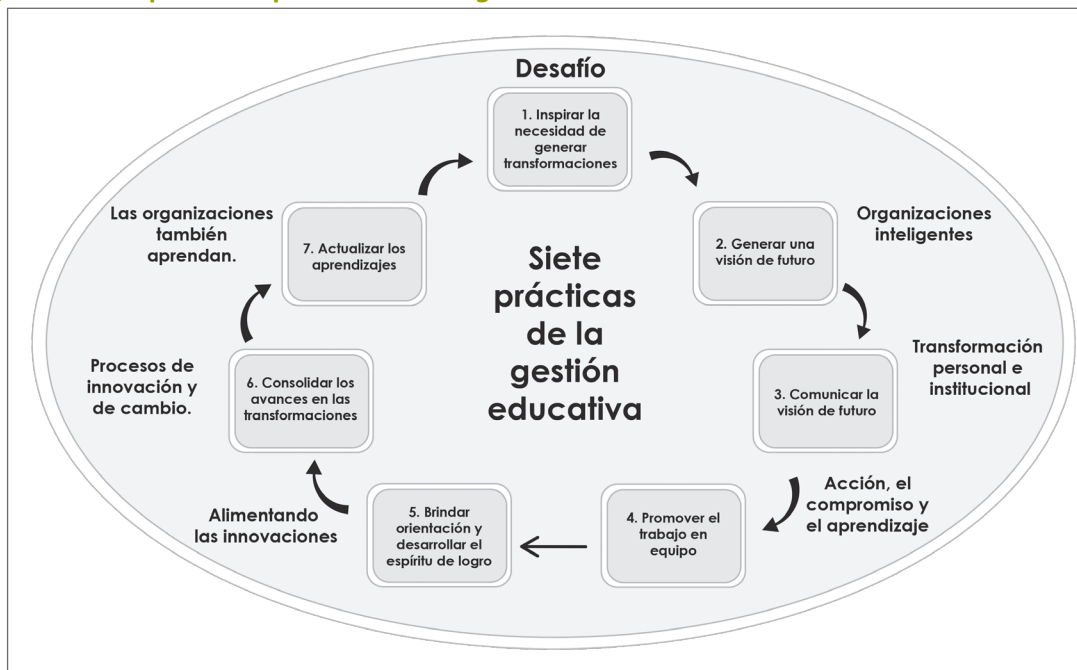 Desafío
1. Inspirar la
necesidad de
generar
transformaciones
Organizaciones
inteligentes
2. Generar una
visión de futuro
Transformación
personal e
institucional
3. Comunicar la
visión de futuro
Acción, el
compromiso y
el aprendizaje
4. Promover el
trabajo en
equipo
5. Brindar
orientación y
desarrollar el
espíritu de logro
Alimentando
las innovaciones
6. Consolidar los
avances en las
transformaciones
Procesos de
innovación y
de cambio.
7. Actualizar los
aprendizajes
Las organizaciones
también
aprendan.
Siete
prácticas
de la
gestión
educativa